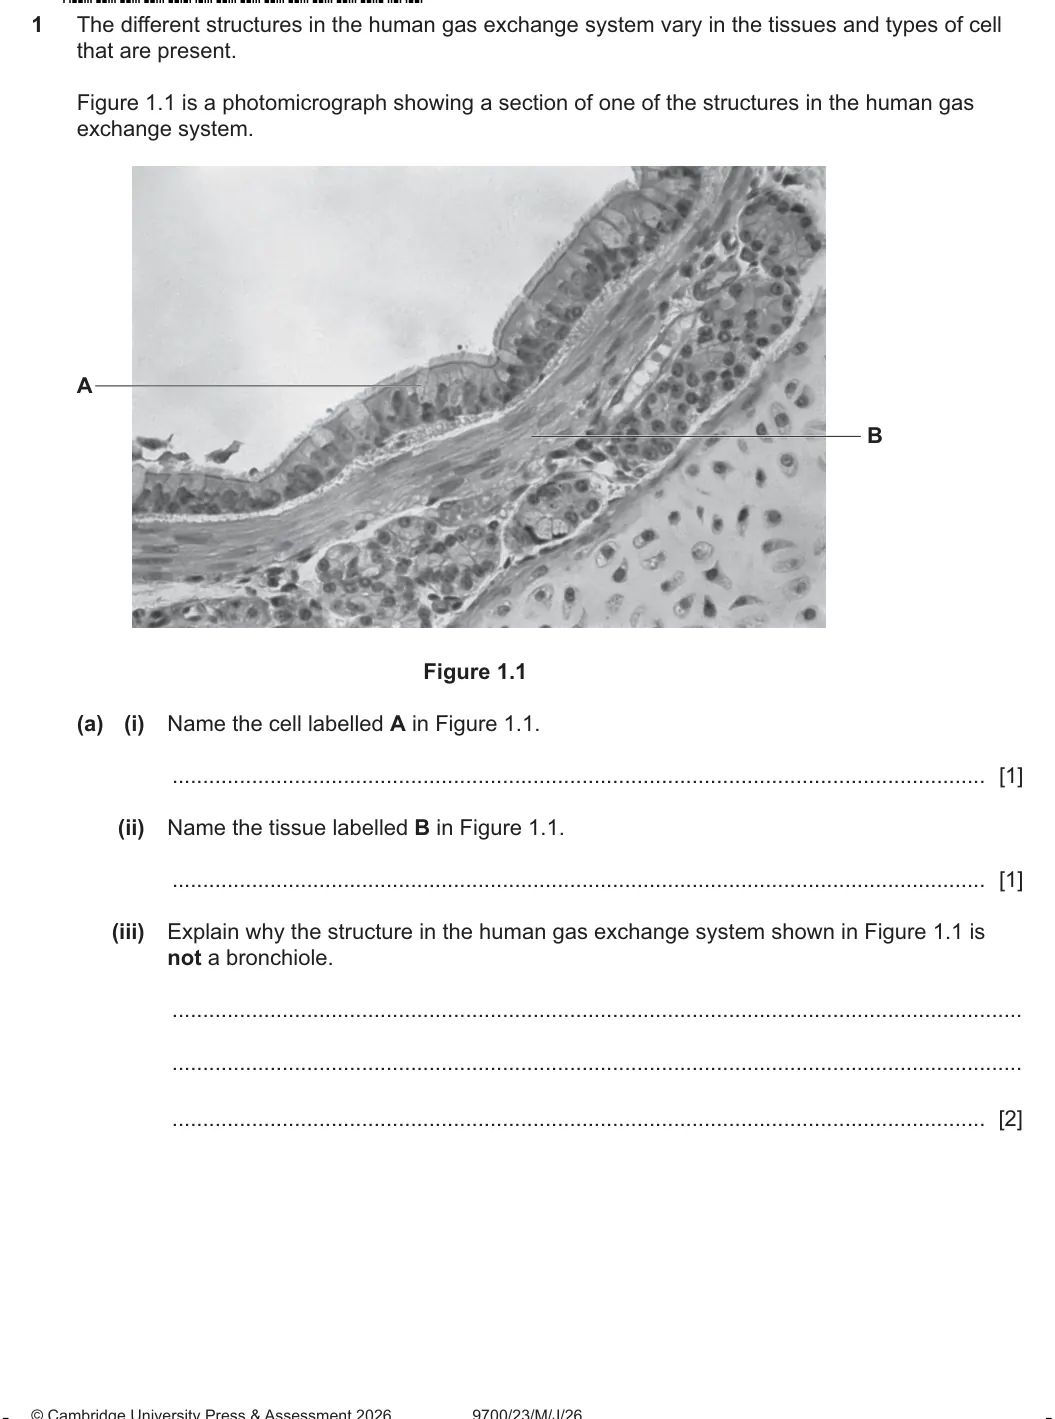 1 The different structures in the human gas exchange system vary in the tissues and types of cell
that are present.
Figure 1.1 is a photomicrograph showing a section of one of the structures in the human gas
exchange system.
A
B
Figure 1.1
(a) (i) Name the cell labelled A in Figure 1.1.
.................................................................................................................................... [1]
(ii) Name the tissue labelled B in Figure 1.1.
.................................................................................................................................... [1]
(iii) Explain why the structure in the human gas exchange system shown in Figure 1.1 is
not a bronchiole.
..........................................................................................................................................
..........................................................................................................................................
.................................................................................................................................... [2]
© Cambridge University Press & Assessment 2026 9700/23/M/J/26